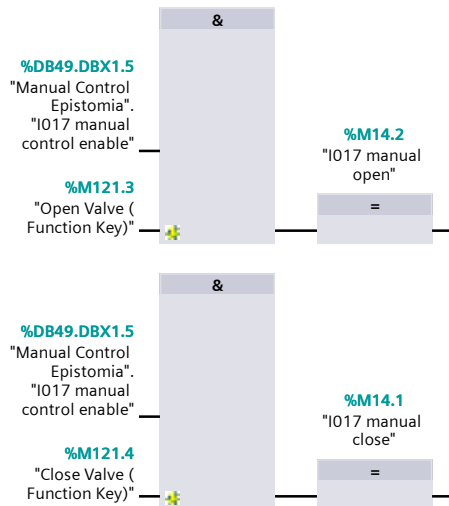 &
%DB49.DBX1.5
"Manual Control
Epistomia".
"I017 manual
control enable"
%M121.3
"Open Valve (
Function Key)"
%M14.2
"I017 manual
open"
=
&
%DB49.DBX1.5
"Manual Control
Epistomia".
"I017 manual
control enable"
%M121.4
"Close Valve (
Function Key)"
%M14.1
"I017 manual
close"
=